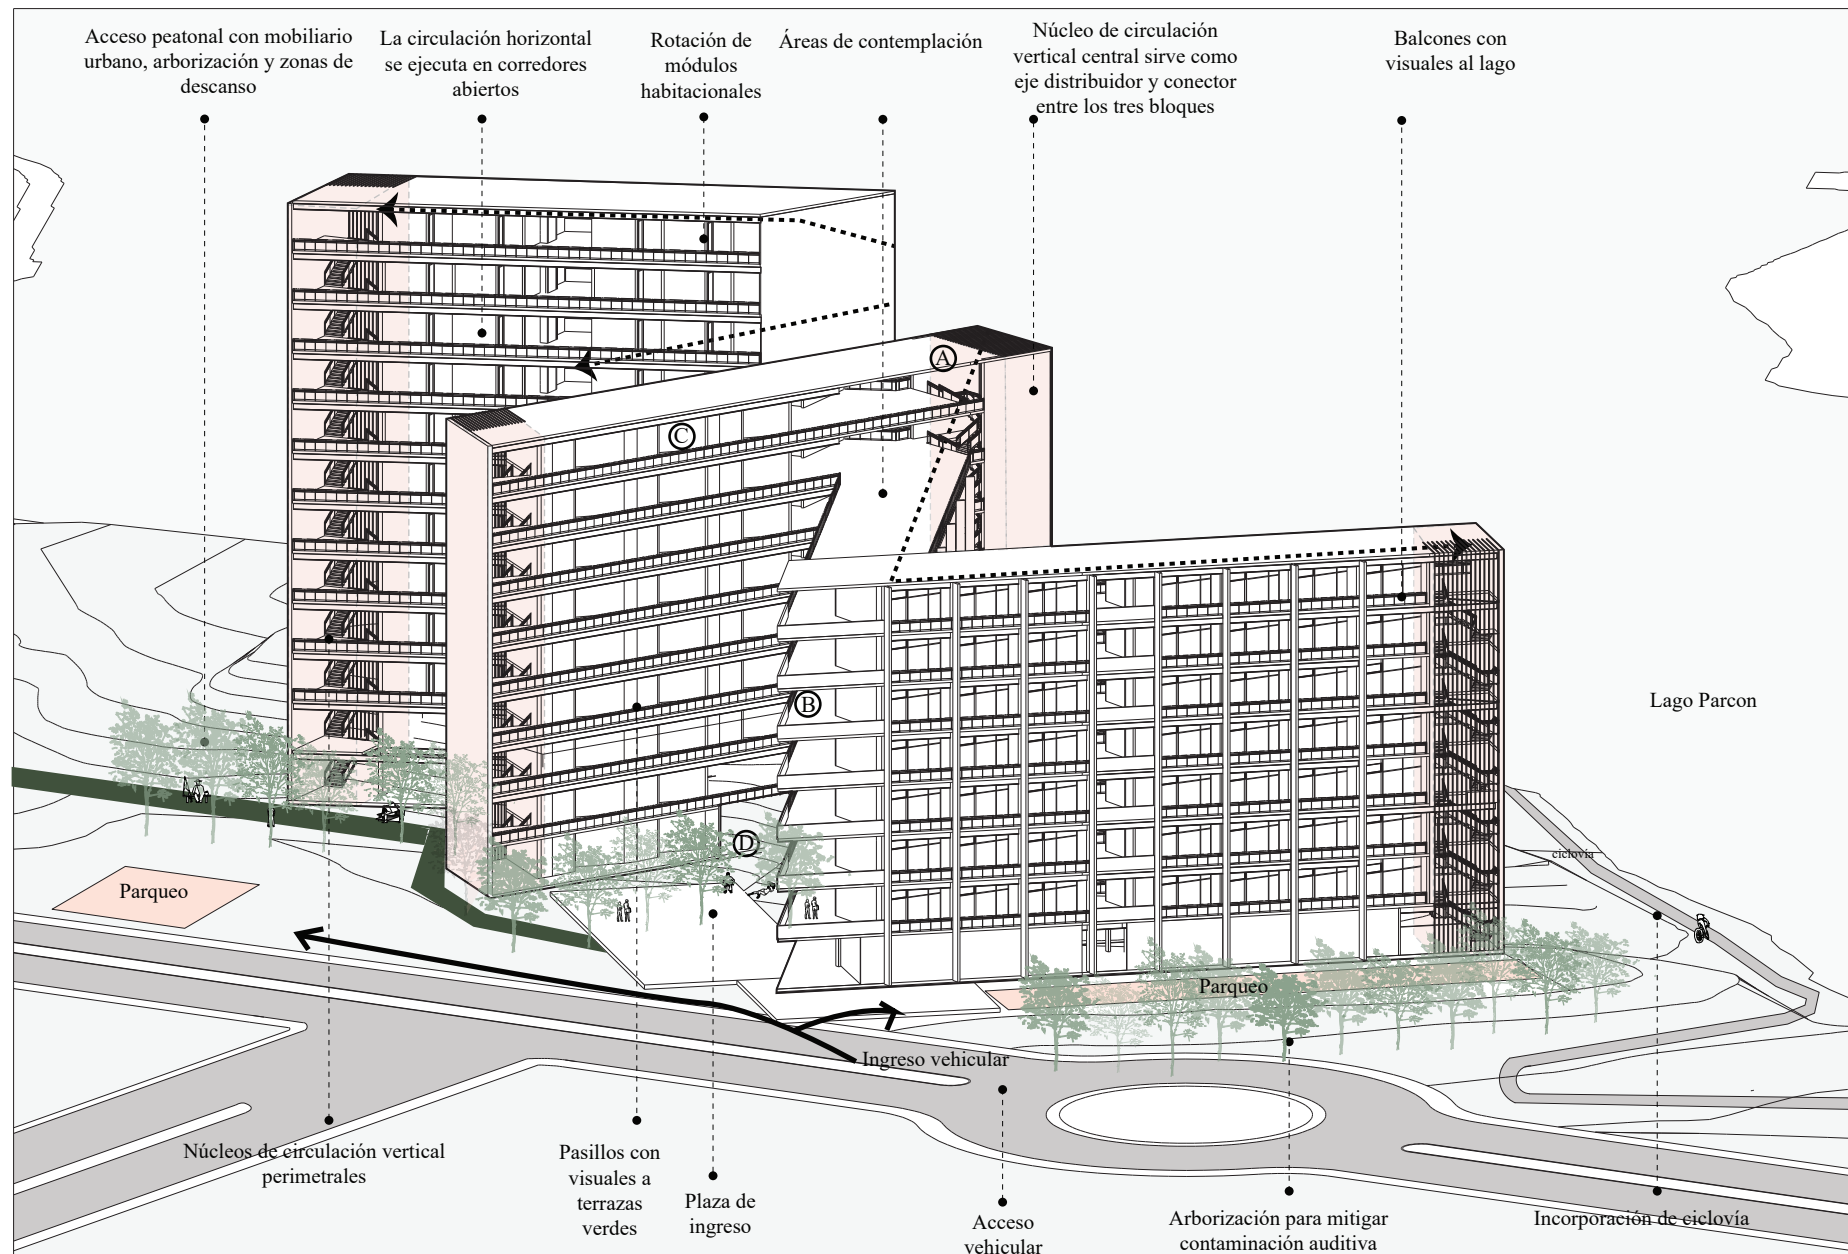 Acceso peatonal con mobiliario
urbano, arborización y zonas de
descanso
La circulación horizontal
se ejecuta en corredores
abiertos
Rotación de
módulos
habitacionales
Áreas de contemplación
Núcleo de circulación
vertical central sirve como
eje distribuidor y conector
entre los tres bloques
Balcones con
visuales al lago
A
C
B
D
Lago Parcon
ciclovía
Parqueo
Parqueo
Ingreso vehicular
Núcleos de circulación vertical
perimetrales
Pasillos con
visuales a
terrazas
verdes
Plaza de
ingreso
Acceso
vehicular
Arborización para mitigar
contaminación auditiva
Incorporación de ciclovía